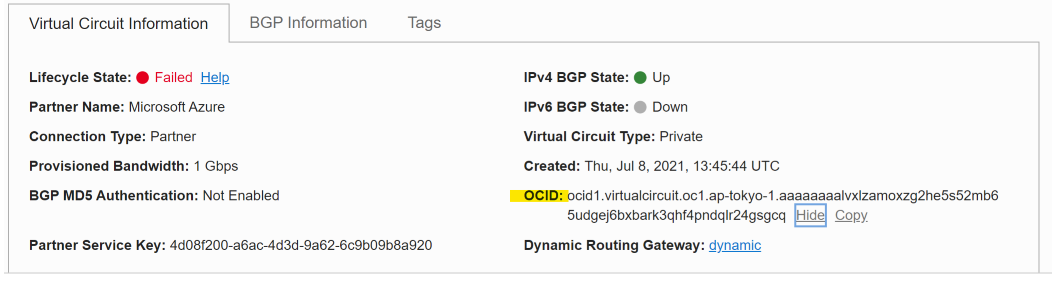 Virtual Circuit Information
BGP Information
Tags
Lifecycle State: Failed Help
IPv4 BGP State: Up
Partner Name: Microsoft Azure
IPv6 BGP State: Down
Connection Type: Partner
Virtual Circuit Type: Private
Provisioned Bandwidth: 1 Gbps
Created: Thu, Jul 8, 2021, 13:45:44 UTC
BGP MD5 Authentication: Not Enabled
OCID: ocid1.virtualcircuit.oc1.ap-tokyo-1.aaaaaaaalvxlzamoxzg2he5s52mb6
5udgej6bxbark3qhf4pndqlr24gsgcq Hide Copy
Partner Service Key: 4d08f200-a6ac-4d3d-9a62-6c9b09b8a920
Dynamic Routing Gateway: dynamic